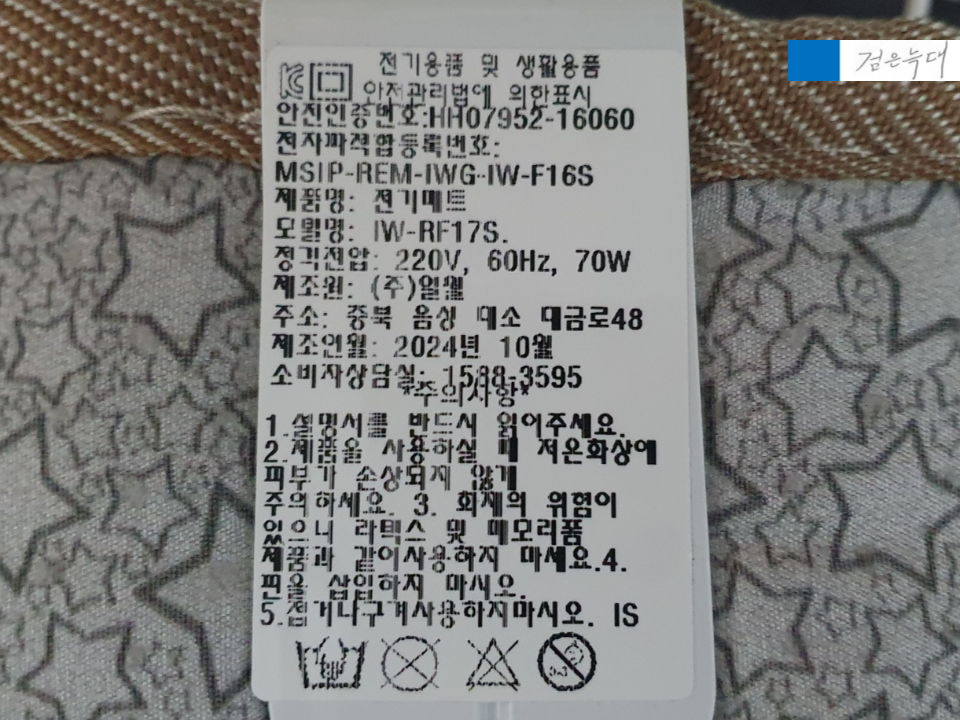 검은늑대
전기용품 및 생활용품
안전관리법에 의한표시
안전인증번호:HH07952-16060
전자파적합등록번호:
MSIP-REM-IWG-IW-F16S
제품명: 전기매트
모델명: IW-RF17S.
정격전압: 220V, 60Hz, 70W
제조원: (주)일월
주소: 충북 음성 대소 대금로48
제조연월: 2024년 10월
소비자상담실: 1588-3595
*주의사항*
1.설명서를 반드시 읽어주세요.
2.제품을 사용하실 때 저온화상에
피부가 손상되지 않게
주의하세요. 3. 화재의 위험이
있으니 라텍스 및 메모리폼
제품과 같이사용하지 마세요.4.
핀을 삽입하지 마시오.
5.접거나구겨사용하지마시오. IS